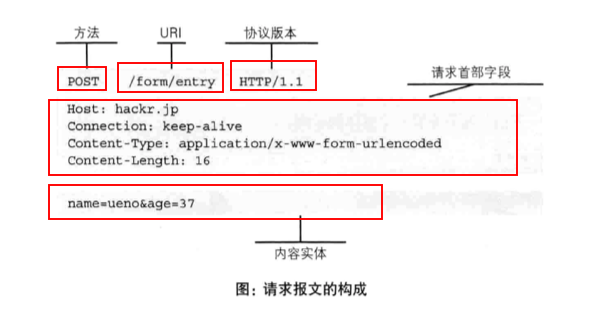 方法 URI 协议版本
请求首部字段
POST /form/entry HTTP/1.1
Host: hackr.jp
Connection: keep-alive
Content-Type: application/x-www-form-urlencoded
Content-Length: 16
name=ueno&age=37
内容实体
图: 请求报文的构成